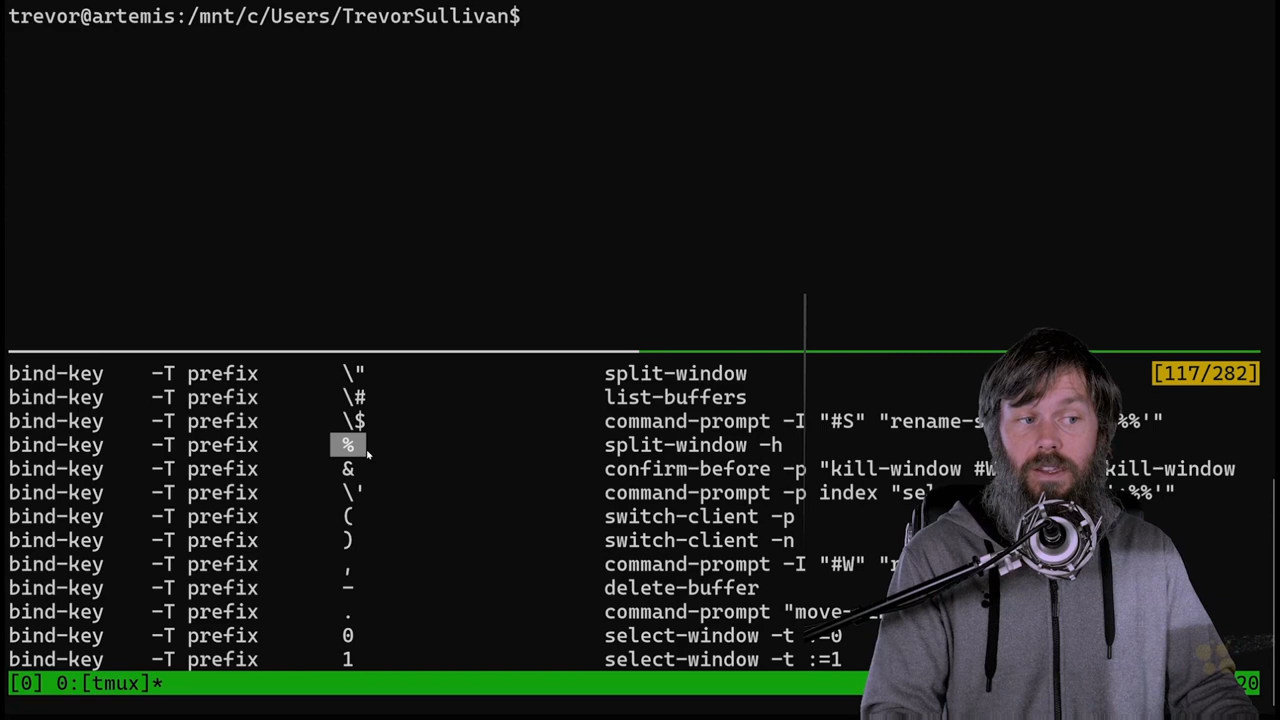 trevor@artemis:/mnt/c/Users/TrevorSullivan$
bind-key    -T prefix       \"                    split-window [117/282]
bind-key    -T prefix       \#                    list-buffers
bind-key    -T prefix       \$                    command-prompt -I "#S" "rename-s %%'"
bind-key    -T prefix       %                     split-window -h
bind-key    -T prefix       &                     confirm-before -p "kill-window #W kill-window
bind-key    -T prefix       \'                    command-prompt -p index "sel :%%'"
bind-key    -T prefix       (                     switch-client -p
bind-key    -T prefix       )                     switch-client -n
bind-key    -T prefix       ,                     command-prompt -I "#W"
bind-key    -T prefix       -                     delete-buffer
bind-key    -T prefix       .                     command-prompt "move-
bind-key    -T prefix       0                     select-window -t :=0
bind-key    -T prefix       1                     select-window -t :=1
[0] 0:[tmux]* 20